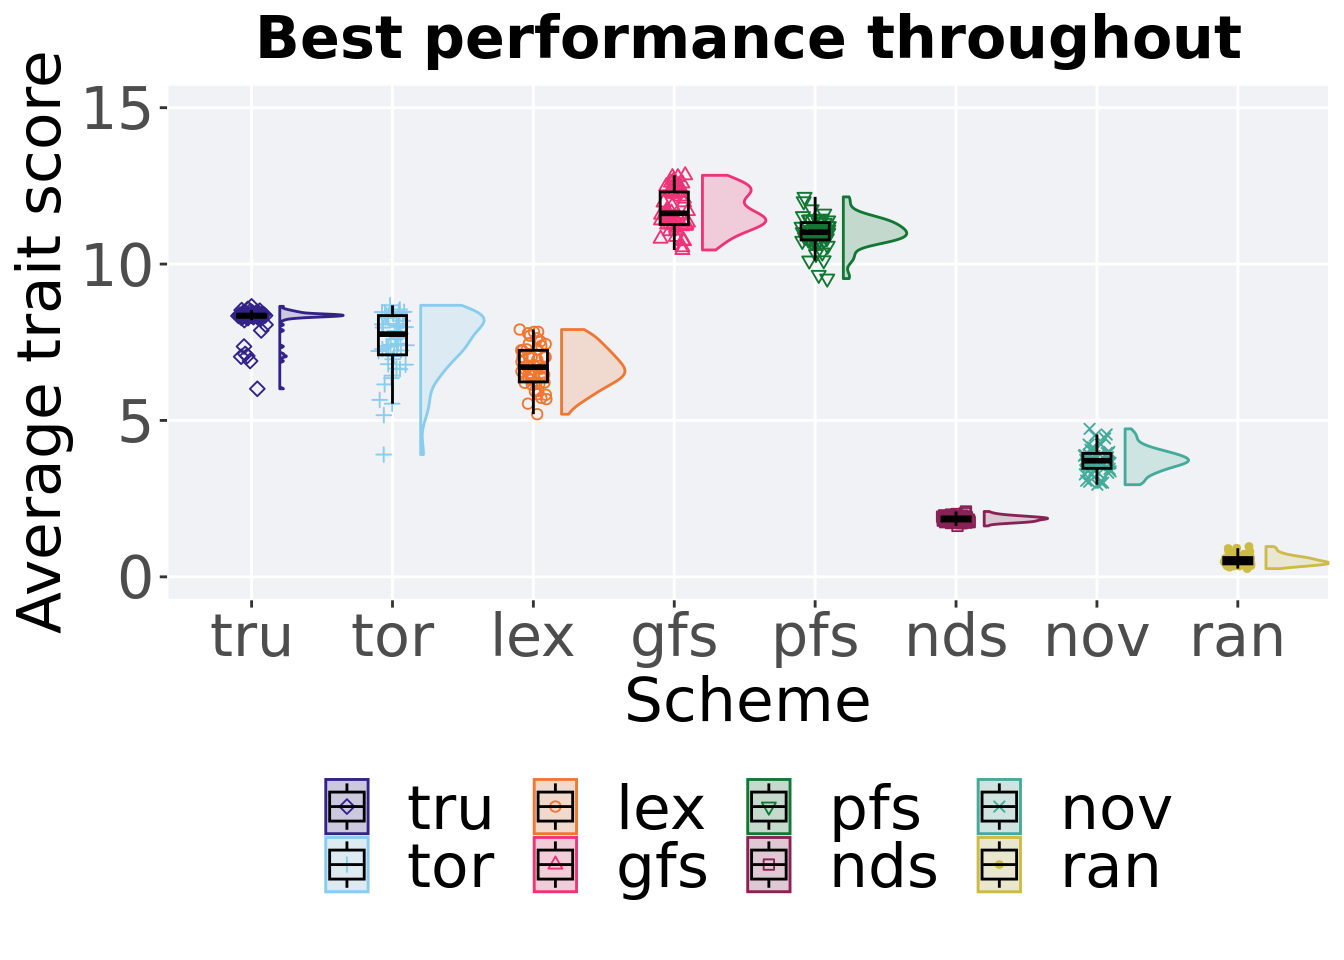 Best performance throughout
Average trait score
15
10
5
0
tru tor lex gfs pfs nds nov ran
Scheme
tru lex pfs nov
tor gfs nds ran